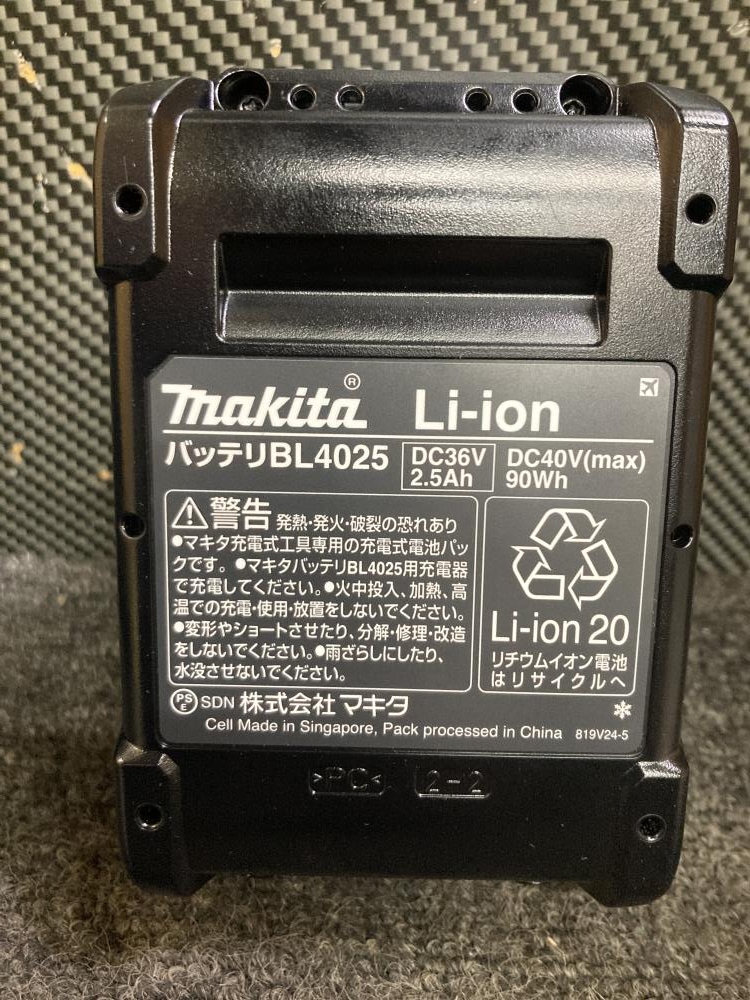 makita® Li-ion
バッテリBL4025 DC36V 2.5Ah DC40V(max) 90Wh
警告 発熱・発火・破裂の恐れあり
●マキタ充電式工具専用の充電式電池パッ
クです。●マキタバッテリBL4025用充電器
で充電してください。●火中投入、加熱、高
温での充電・使用・放置をしないでください。
●変形やショートさせたり、分解・修理・改造
をしないでください。●雨ざらしにしたり、
水没させないでください。
Li-ion 20
リチウムイオン電池
はリサイクルへ
PSE SDN 株式会社マキタ
Cell Made in Singapore, Pack processed in China 819V24-5
>PC< 2-2